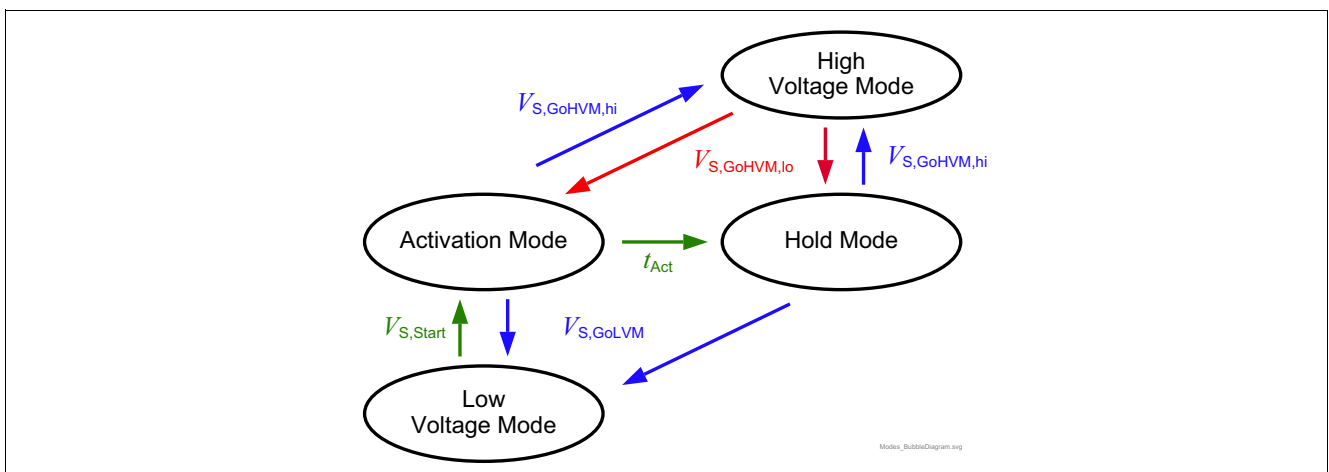 High
Voltage Mode
VS,GoHVM,hi
VS,GoHVM,lo
VS,GoHVM,hi
Activation Mode
Hold Mode
tAct
VS,Start
VS,GoLVM
Low
Voltage Mode
Modes_BubbleDiagram.svg